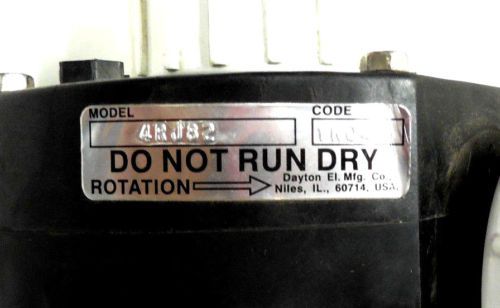 MODEL CODE
4RJ82
DO NOT RUN DRY
ROTATION Dayton El. Mfg. Co.
Niles, IL., 60714, USA.